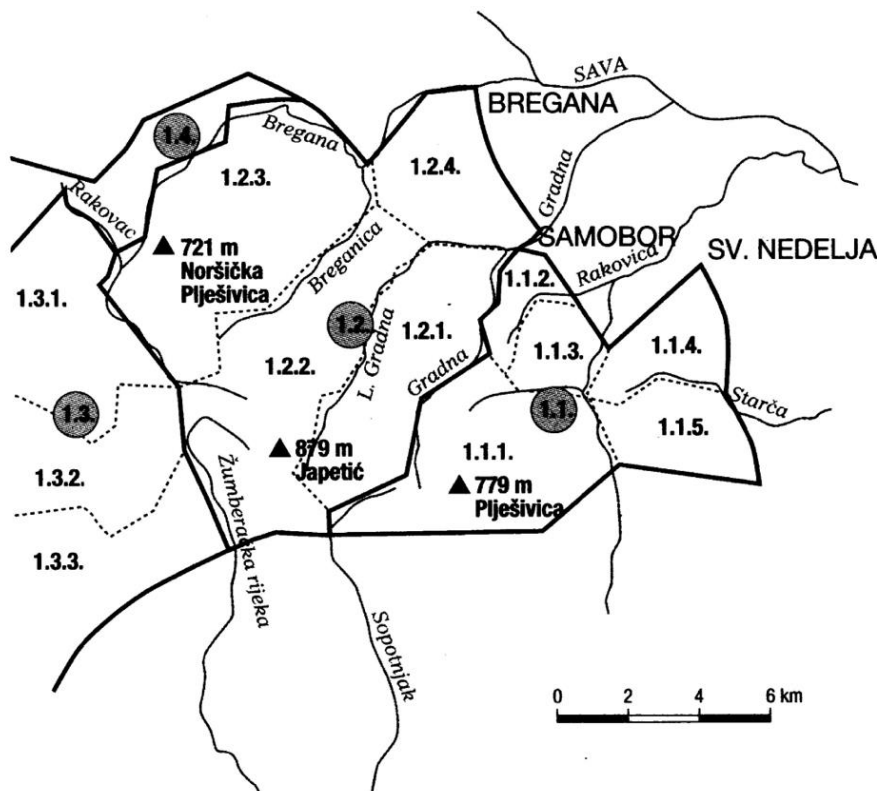 SAVA
BREGANA
1.4.
Bregana
1.2.3.
1.2.4.
Gradna
Rakovac
721 m
Noršička
Plješivica
Breganica
SAMOBOR
SV. NEDELJA
Rakovica
1.1.2.
1.3.1.
1.2.
1.2.1.
1.2.2.
L. Gradna
Gradna
1.1.3.
1.1.4.
1.3.
1.1.
Starča
1.1.5.
1.1.1.
879 m
Japetić
779 m
Plješivica
1.3.2.
Žumberačka rijeka
1.3.3.
Sopotnjak
0 2 4 6 km